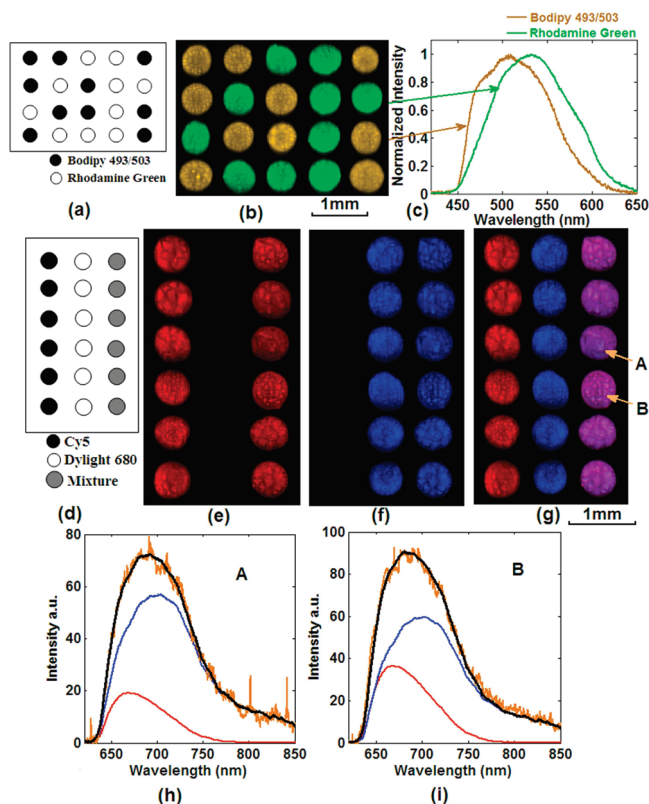 Bodipy 493/503
Rhodamine Green
Bodipy 493/503
Rhodamine Green
(a)
(b)
1mm
Normalized Intensity
1
0.8
0.6
0.4
0.2
0
450 500 550 600 650
Wavelength (nm)
(c)
Cy5
Dylight 680
Mixture
(d)
(e)
(f)
A
B
(g)
1mm
A
Intensity a.u.
80
60
40
20
0
650 700 750 800 850
Wavelength (nm)
(h)
B
Intensity a.u.
100
80
60
40
20
0
650 700 750 800 850
Wavelength (nm)
(i)